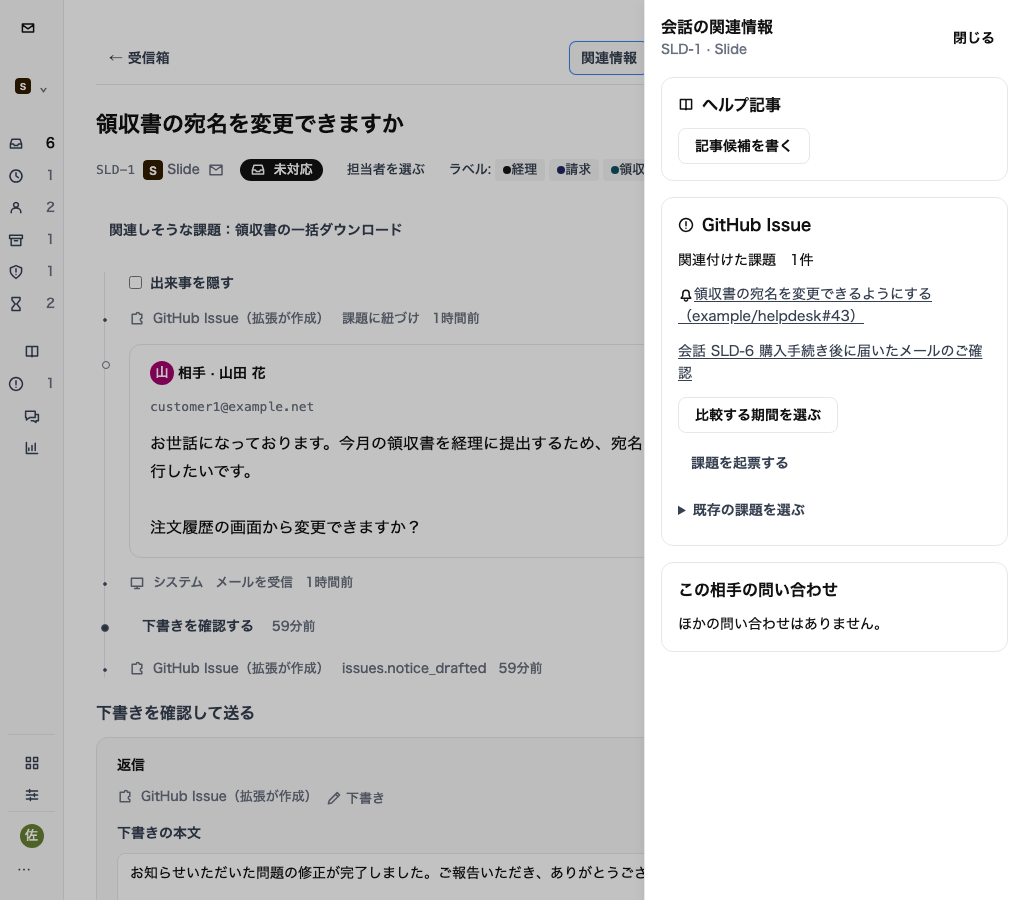 S
6
1
2
1
1
2
1
佐
…
← 受信箱
関連情報
領収書の宛名を変更できますか
SLD-1 S Slide 未対応 担当者を選ぶ ラベル: 経理 請求 領収
関連しそうな課題：領収書の一括ダウンロード
出来事を隠す
GitHub Issue（拡張が作成） 課題に紐づけ 1時間前
山 相手 · 山田 花
customer1@example.net
お世話になっております。今月の領収書を経理に提出するため、宛名
行したいです。
注文履歴の画面から変更できますか？
システム メールを受信 1時間前
下書きを確認する 59分前
GitHub Issue（拡張が作成） issues.notice_drafted 59分前
下書きを確認して送る
返信
GitHub Issue（拡張が作成） 下書き
下書きの本文
お知らせいただいた問題の修正が完了しました。ご報告いただき、ありがとうござ
会話の関連情報
SLD-1 · Slide
閉じる
ヘルプ記事
記事候補を書く
GitHub Issue
関連付けた課題 1件
領収書の宛名を変更できるようにする
（example/helpdesk#43）
会話 SLD-6 購入手続き後に届いたメールのご確
認
比較する期間を選ぶ
課題を起票する
▶ 既存の課題を選ぶ
この相手の問い合わせ
ほかの問い合わせはありません。